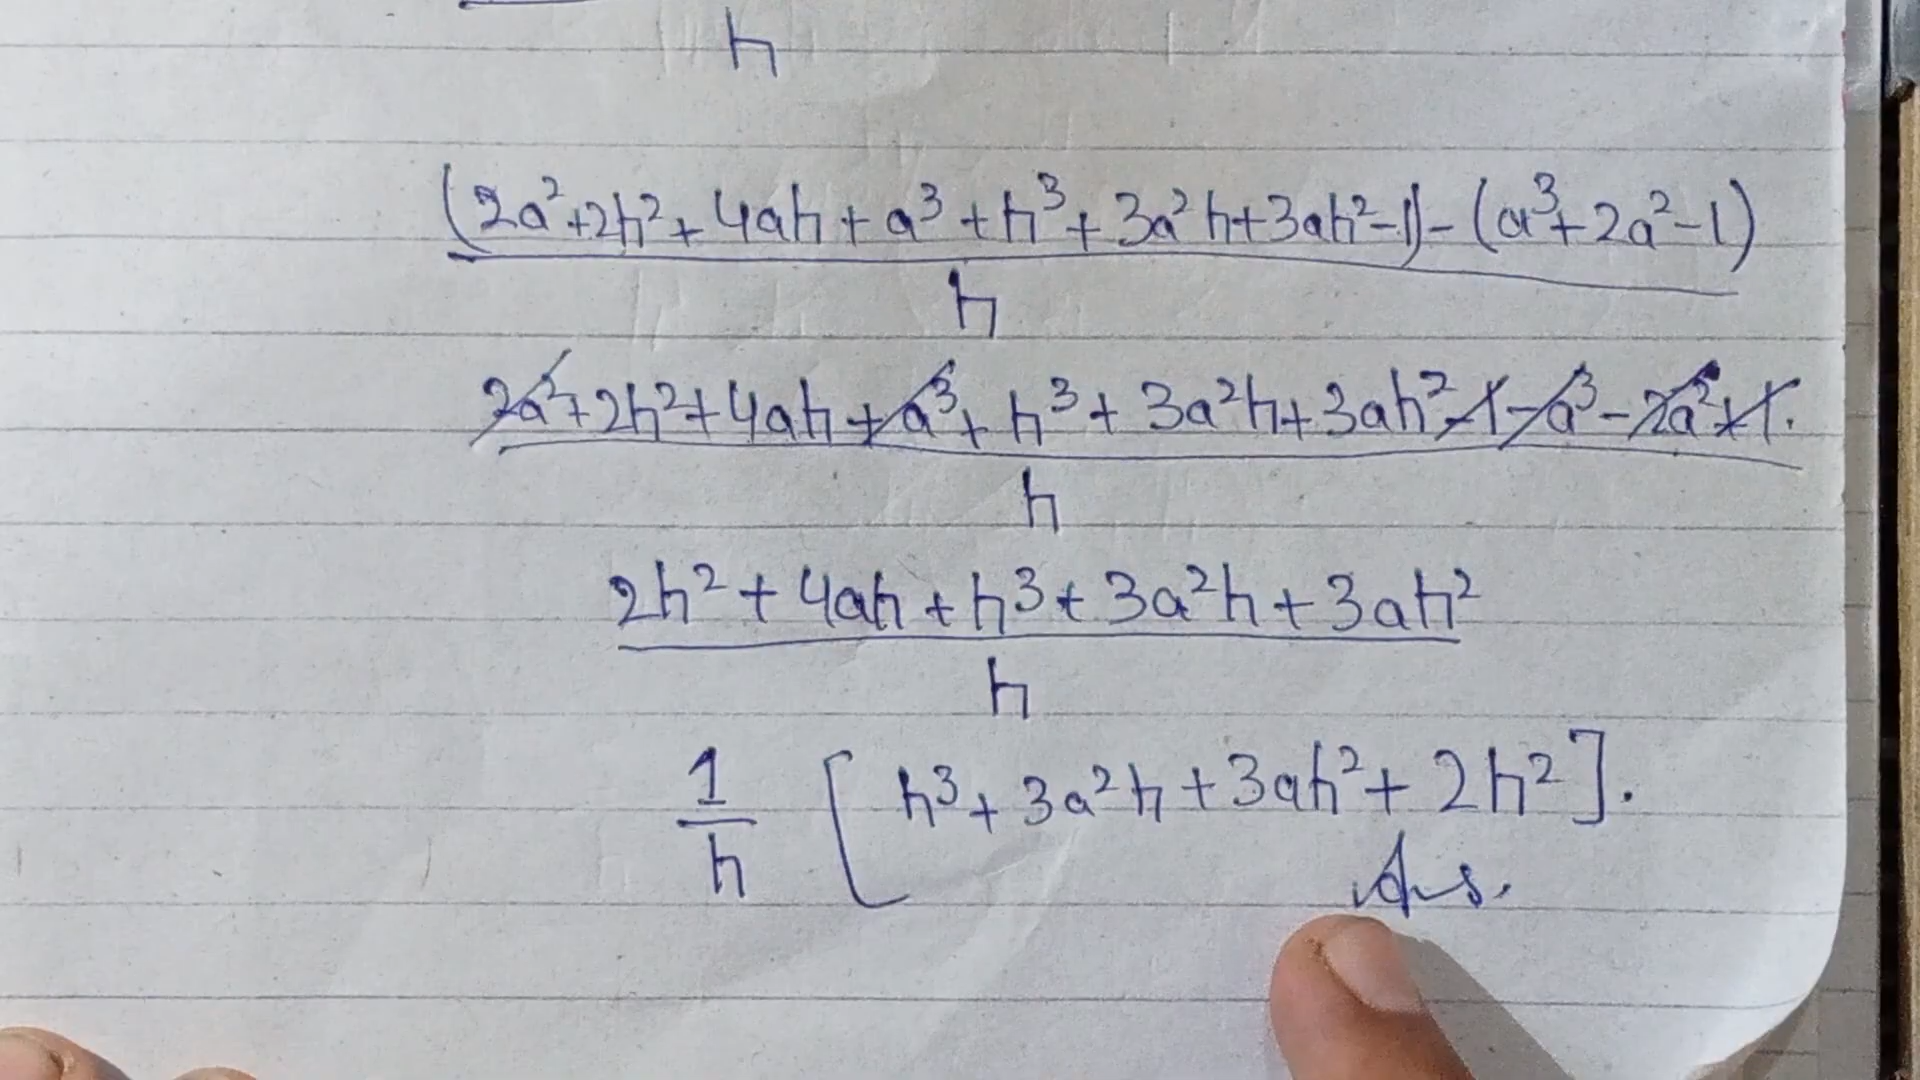 h
(2a²+2h²+4ah+a³+h³+3a²h+3ah²-1)-(a³+2a²-1)
h
2a²+2h²+4ah+a³+h³+3a²h+3ah²-1-a³-2a²+1.
h
2h²+4ah+h³+3a²h+3ah²
h
1/h [h³+3a²h+3ah²+2h²].
Ans.